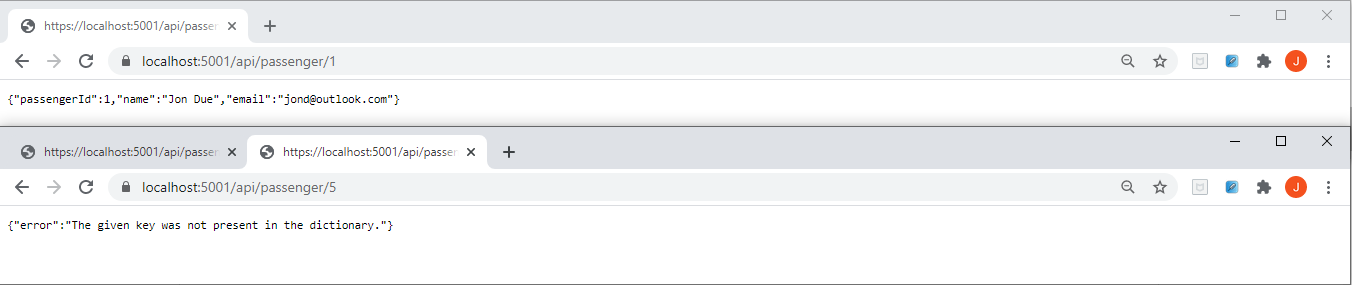 https://localhost:5001/api/passer
localhost:5001/api/passenger/1
J
{"passengerId":1,"name":"Jon Due","email":"jond@outlook.com"}
https://localhost:5001/api/passer
https://localhost:5001/api/passen
localhost:5001/api/passenger/5
J
{"error":"The given key was not present in the dictionary."}